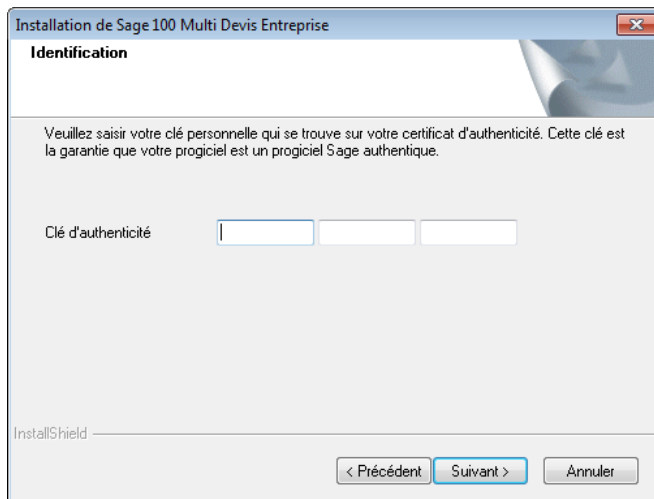 Installation de Sage 100 Multi Devis Entreprise
Identification
Veuillez saisir votre clé personnelle qui se trouve sur votre certificat d'authenticité. Cette clé est
la garantie que votre progiciel est un progiciel Sage authentique.
Clé d'authenticité
InstallShield
< Précédent Suivant > Annuler